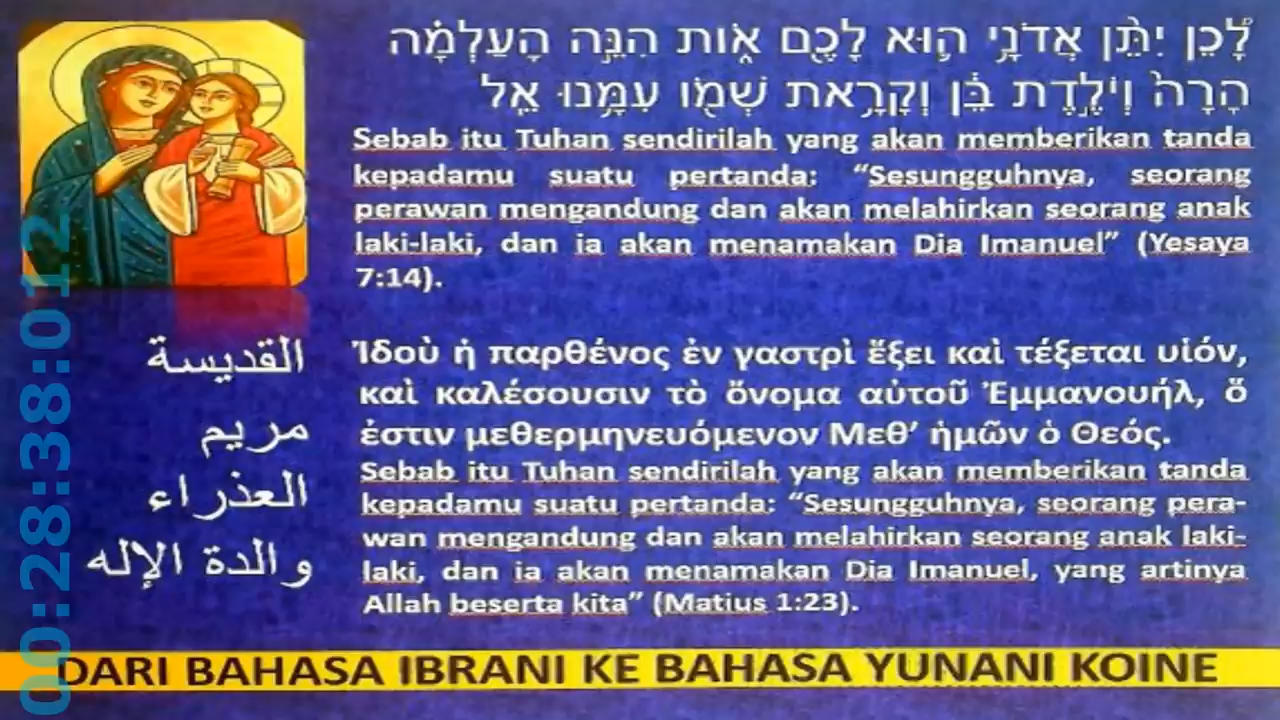 לָ֠כֵן יִתֵּ֨ן אֲדֹנָ֥י ה֛וּא לָכֶ֖ם א֑וֹת הִנֵּ֣ה הָעַלְמָ֗ה
הָרָה֙ וְיֹלֶ֣דֶת בֵּ֔ן וְקָרָ֥את שְׁמ֖וֹ עִמָּ֥נוּ אֵֽל
Sebab itu Tuhan sendirilah yang akan memberikan tanda
kepadamu suatu pertanda: “Sesungguhnya, seorang
perawan mengandung dan akan melahirkan seorang anak
laki-laki, dan ia akan menamakan Dia Imanuel” (Yesaya
7:14).
القديسة
مريم
العذراء
والدة الإله
Ἰδοὺ ἡ παρθένος ἐν γαστρὶ ἕξει καὶ τέξεται υἱόν,
καὶ καλέσουσιν τὸ ὄνομα αὐτοῦ Ἐμμανουήλ, ὅ
ἐστιν μεθερμηνευόμενον Μεθ’ ἡμῶν ὁ Θεός.
Sebab itu Tuhan sendirilah yang akan memberikan tanda
kepadamu suatu pertanda: “Sesungguhnya, seorang pera-
wan mengandung dan akan melahirkan seorang anak laki-
laki, dan ia akan menamakan Dia Imanuel, yang artinya
Allah beserta kita” (Matius 1:23).
DARI BAHASA IBRANI KE BAHASA YUNANI KOINE
00:28:38:012